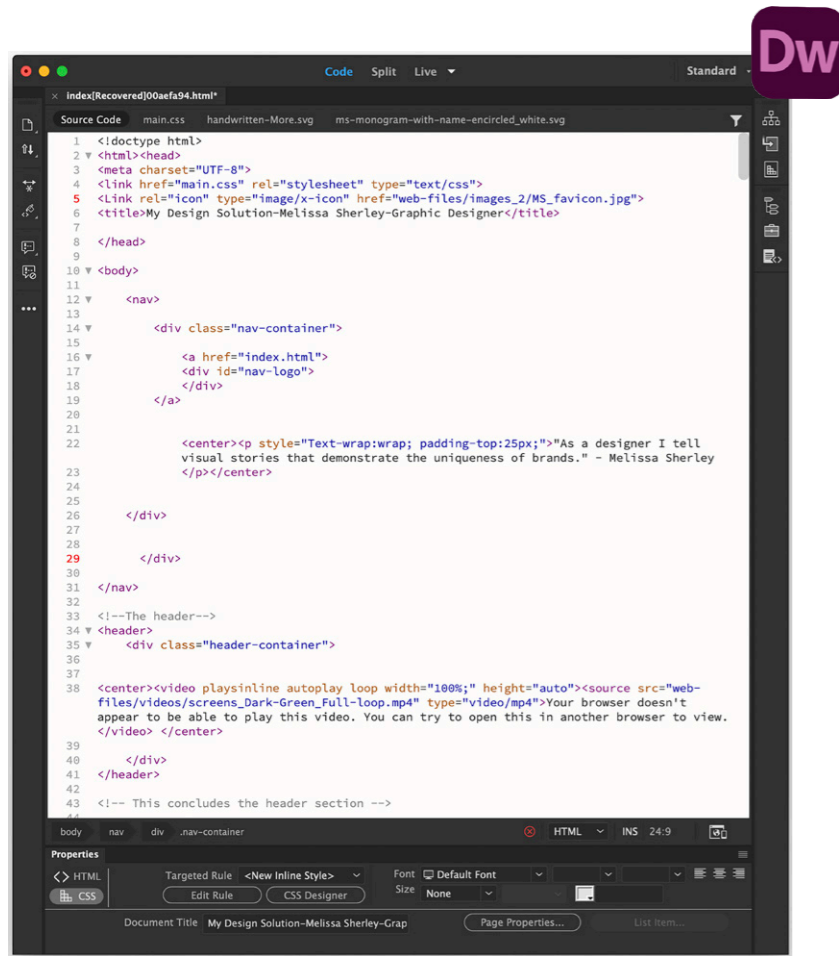 Dw
Code Split Live Standard
× index[Recovered]00aefa94.html*
Source Code main.css handwritten-More.svg ms-monogram-with-name-encircled_white.svg
1 <!doctype html>
2 <html><head>
3 <meta charset="UTF-8">
4 <link href="main.css" rel="stylesheet" type="text/css">
5 <Link rel="icon" type="image/x-icon" href="web-files/images_2/MS_favicon.jpg">
6 <title>My Design Solution-Melissa Sherley-Graphic Designer</title>
7
8 </head>
9
10 <body>
11
12 <nav>
13
14 <div class="nav-container">
15
16 <a href="index.html">
17 <div id="nav-logo">
18 </div>
19 </a>
20
21
22 <center><p style="Text-wrap:wrap; padding-top:25px;">"As a designer I tell
visual stories that demonstrate the uniqueness of brands." – Melissa Sherley
23 </p></center>
24
25
26 </div>
27
28
29 </div>
30
31 </nav>
32
33 <!--The header-->
34 <header>
35 <div class="header-container">
36
37
38 <center><video playsinline autoplay loop width="100%;" height="auto"><source src="web-
files/videos/screens_Dark-Green_Full-loop.mp4" type="video/mp4">Your browser doesn't
appear to be able to play this video. You can try to open this in another browser to view.
</video> </center>
39
40 </div>
41 </header>
42
43 <!-- This concludes the header section -->
44
body nav div .nav-container HTML INS 24:9
Properties
<> HTML Targeted Rule <New Inline Style> Font Default Font
CSS Edit Rule CSS Designer Size None
Document Title My Design Solution-Melissa Sherley-Grap Page Properties... List Item...